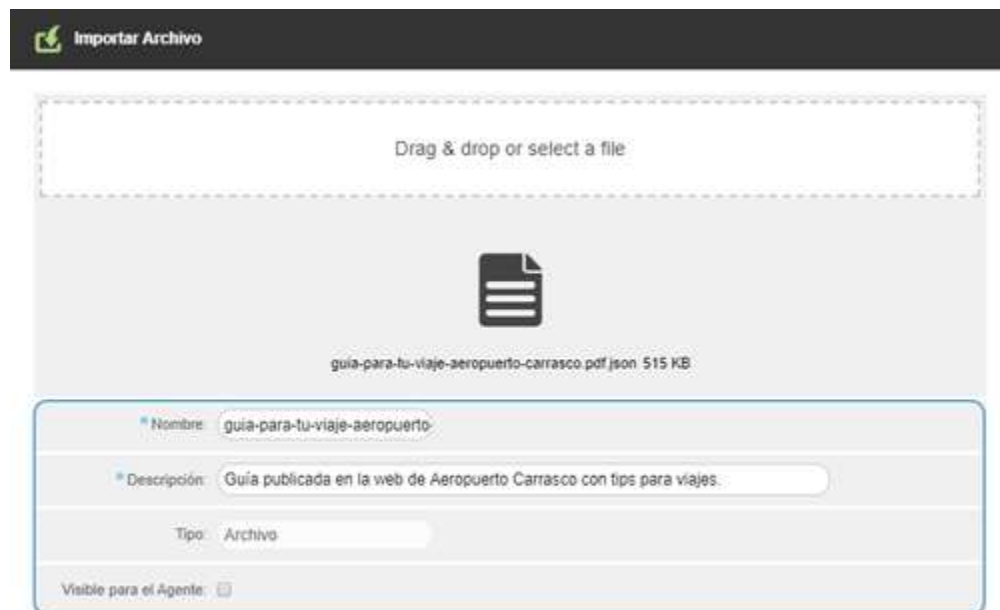 Importar Archivo
Drag & drop or select a file
guia-para-tu-viaje-aeropuerto-carrasco.pdf.json 515 KB
* Nombre: guia-para-tu-viaje-aeropuerto-
* Descripción: Guía publicada en la web de Aeropuerto Carrasco con tips para viajes.
Tipo: Archivo
Visible para el Agente: